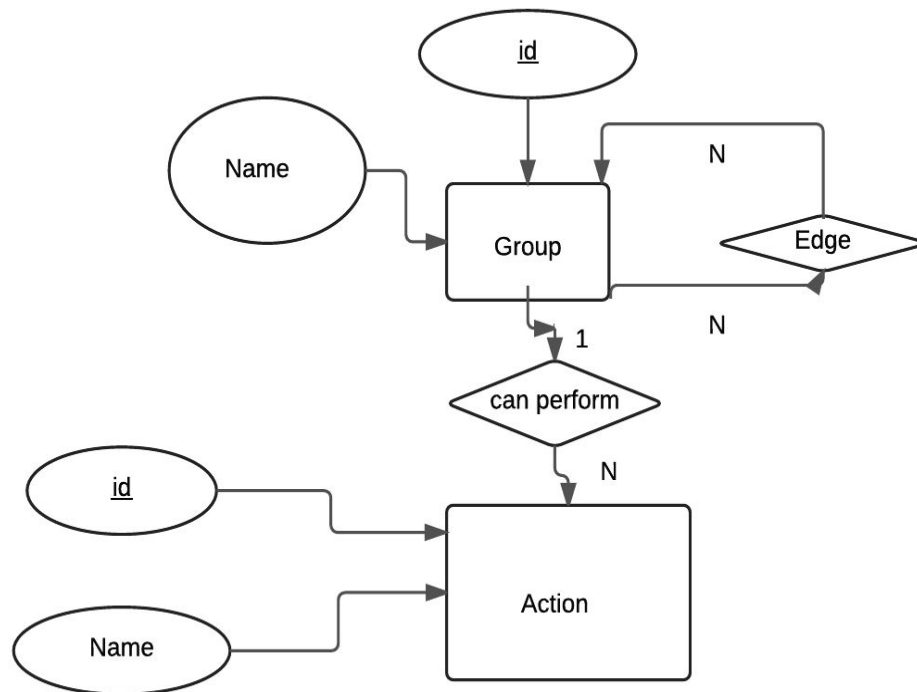 id
N
Name
Edge
Group
N
1
can perform
N
id
Action
Name